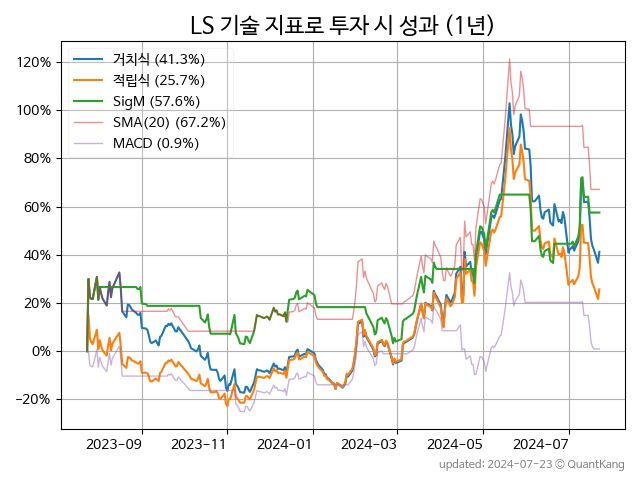 LS 기술 지표로 투자 시 성과 (1년)
120%
100%
80%
60%
40%
20%
0%
−20%
거치식 (41.3%)
적립식 (25.7%)
SigM (57.6%)
SMA(20) (67.2%)
MACD (0.9%)
2023-09
2023-11
2024-01
2024-03
2024-05
2024-07
updated: 2024-07-23 © QuantKang